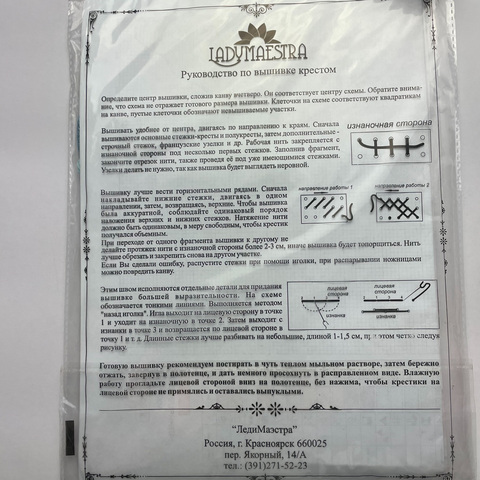 LADYMAESTRA
Руководство по вышивке крестом
Определите центр вышивки, сложив канву вчетверо. Он соответствует центру схемы. Обратите внима-
ние, что схема не отражает готового размера вышивки. Клеточки на схеме соответствуют квадратикам
на канве, пустые клеточки обозначают невышиваемые участки.
Вышивать удобнее от центра, двигаясь по направлению к краям. Сначала
вышиваются основные стежки-кресты и полукресты, затем дополнительные -
строчный стежок, французские узелки и др. Рабочая нить закрепляется с
изнаночной стороны под несколько первых стежков. Заполнив фрагмент,
закончите отрезок нити, также проведя её под уже имеющимися стежками.
Узелки делать не нужно, так как вышивка будет выглядеть неровной.
изнаночная сторона
Вышивку лучше вести горизонтальными рядами. Сначала
накладывайте нижние стежки, двигаясь в одном
направлении, затем, возвращаясь, верхние. Чтобы вышивка
была аккуратной, соблюдайте одинаковый порядок
наложения верхних и нижних стежков. Натяжение нити
должно быть одинаковым, в меру свободным, чтобы крестик
получался объемным.
направление работы 1
направление работы 2
При переходе от одного фрагмента вышивки к другому не
делайте протяжек нити с изнаночной стороны более 2-3 см, иначе вышивка будет топорщиться. Нить
лучше обрезать и закрепить снова на другом участке.
Если Вы сделали ошибку, распустите стежки при помощи иголки, при распарывании ножницами
можно повредить канву.
Этим швом исполняются отдельные детали для придания
вышивке большей выразительности. На схеме
обозначается тонкими линиями. Выполняется методом
"назад иголка". Игла выходит на лицевую сторону в точке
1 и уходит на изнаночную в точке 2. Затем выходит с
изнанки в точке 3 и возвращается по лицевой стороне в
точку 1 и т. д. Длинные стежки лучше разбивать на небольшие, длиной 1-1,5 см, при этом четко следуя
рисунку.
лицевая
сторона
изнанка
лицевая
сторона
изнанка
Готовую вышивку рекомендуем постирать в чуть теплом мыльном растворе, затем бережно
отжать, завернув в полотенце, и дать немного просохнуть в расправленном виде. Влажную
работу прогладьте лицевой стороной вниз на полотенце, без нажима, чтобы крестики на
лицевой стороне не примялись и оставались выпуклыми.
"ЛедиМаэстра"
Россия, г. Красноярск 660025
пер. Якорный, 14/А
тел.: (391)271-52-23